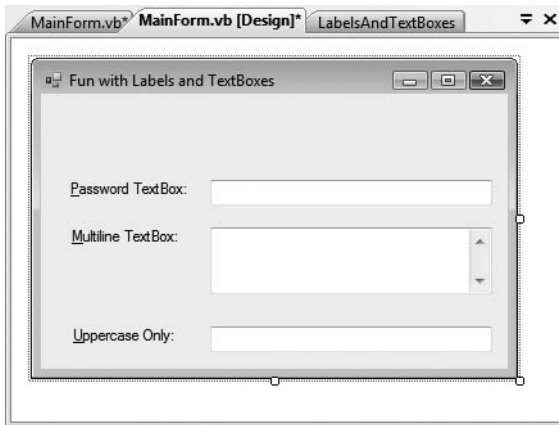 MainForm.vb* MainForm.vb [Design]* LabelsAndTextBoxes
Fun with Labels and TextBoxes
Password TextBox:
Multiline TextBox:
Uppercase Only: